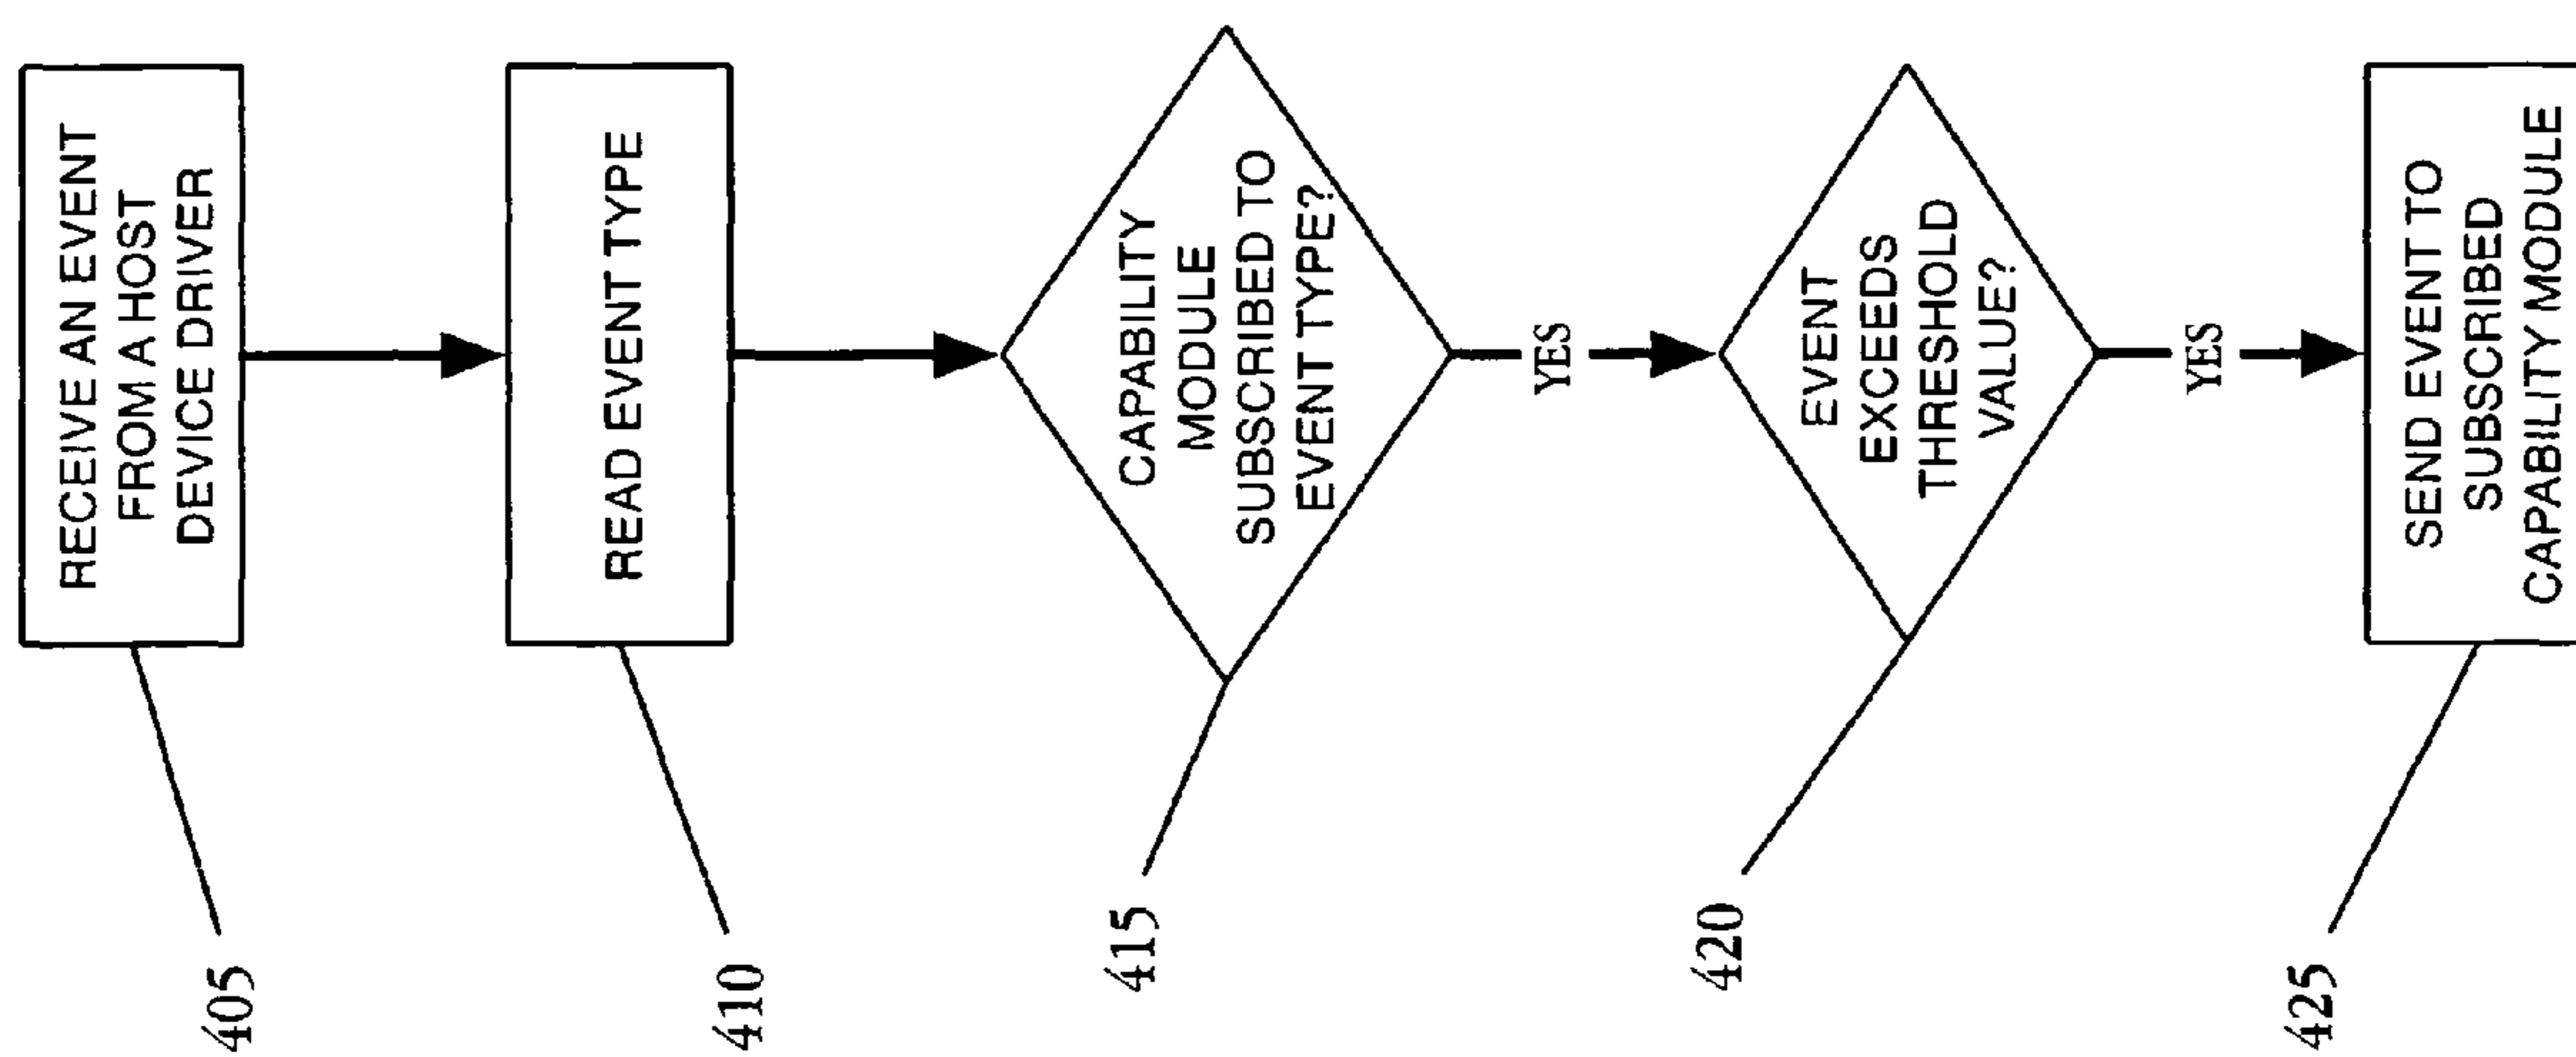 RECEIVE AN EVENT
FROM A HOST
DEVICE DRIVER
405
READ EVENT TYPE
410
CAPABILITY
MODULE
SUBSCRIBED TO
EVENT TYPE?
415
YES
EVENT
EXCEEDS
THRESHOLD
VALUE?
420
YES
SEND EVENT TO
SUBSCRIBED
CAPABILITY MODULE
425